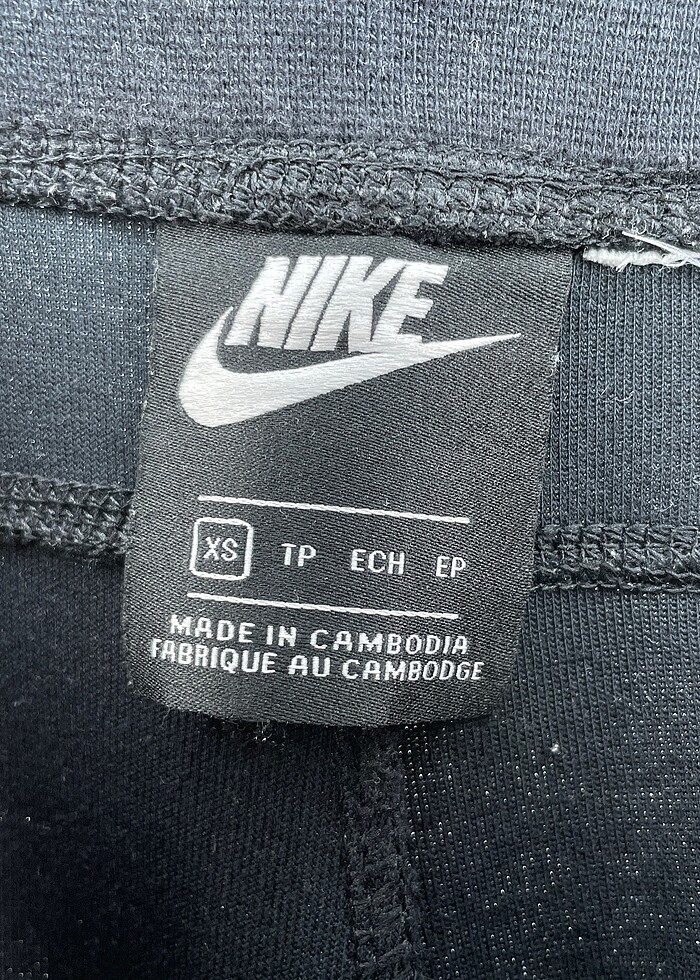 NIKE
XS TP ECH EP
MADE IN CAMBODIA
FABRIQUE AU CAMBODGE